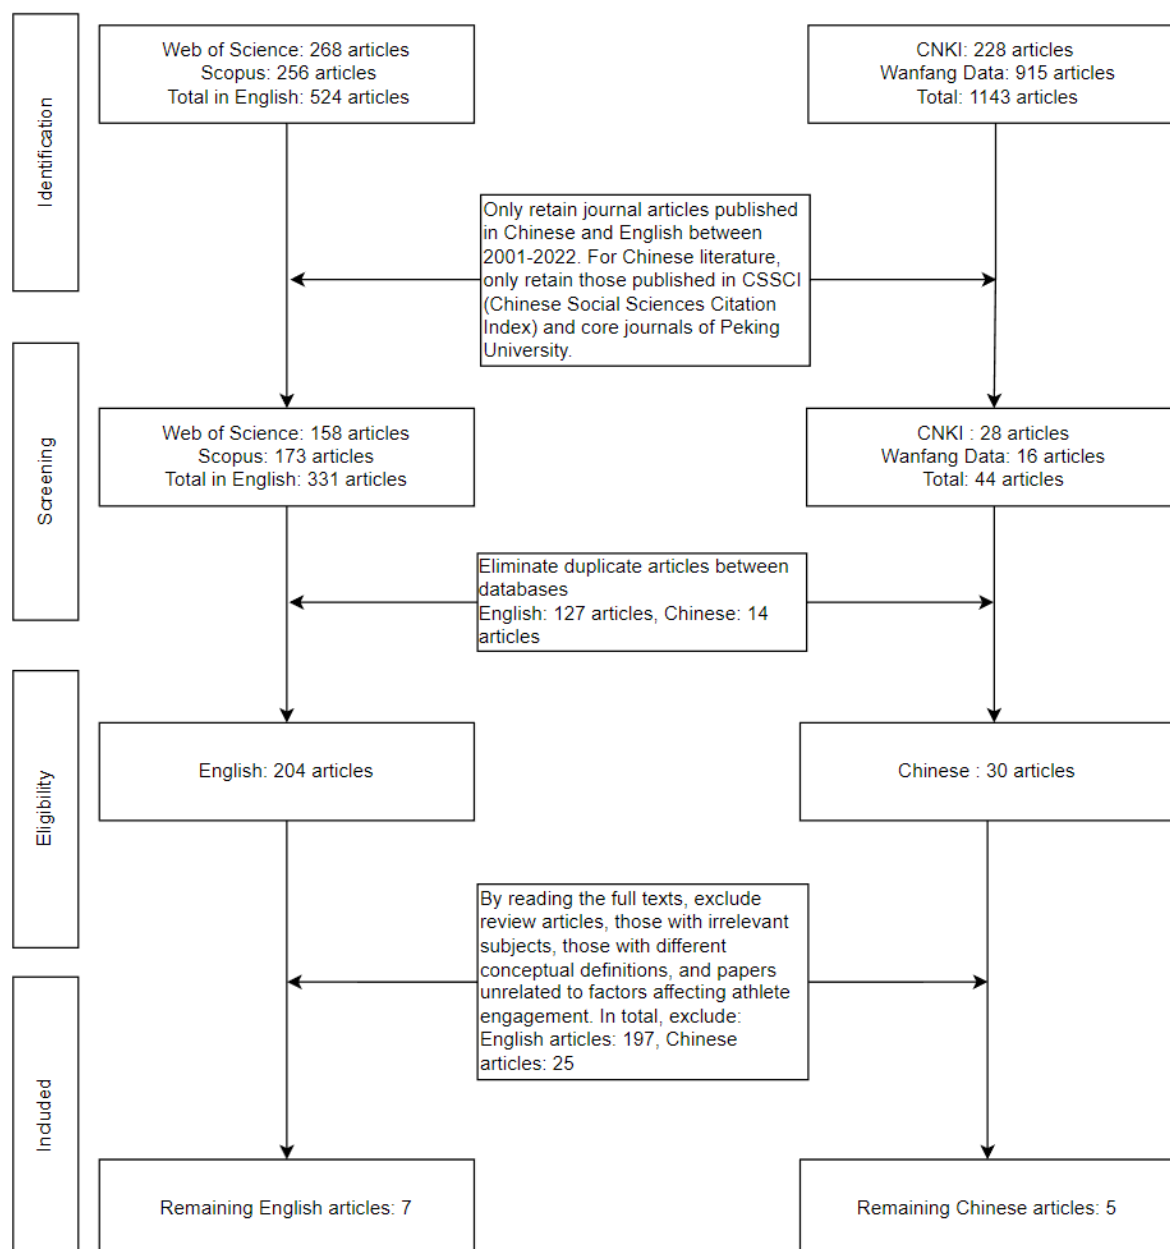 Identification
Web of Science: 268 articles
Scopus: 256 articles
Total in English: 524 articles
CNKI: 228 articles
Wanfang Data: 915 articles
Total: 1143 articles
Only retain journal articles published
in Chinese and English between
2001-2022. For Chinese literature,
only retain those published in CSSCI
(Chinese Social Sciences Citation
Index) and core journals of Peking
University.
Screening
Web of Science: 158 articles
Scopus: 173 articles
Total in English: 331 articles
CNKI : 28 articles
Wanfang Data: 16 articles
Total: 44 articles
Eliminate duplicate articles between
databases
English: 127 articles, Chinese: 14
articles
Eligibility
English: 204 articles
Chinese : 30 articles
By reading the full texts, exclude
review articles, those with irrelevant
subjects, those with different
conceptual definitions, and papers
unrelated to factors affecting athlete
engagement. In total, exclude:
English articles: 197, Chinese
articles: 25
Included
Remaining English articles: 7
Remaining Chinese articles: 5